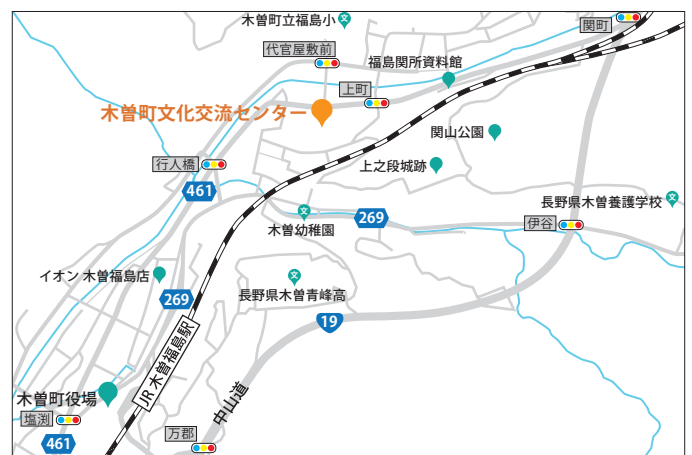 木曽町立福島小
文
関町
代官屋敷前
福島関所資料館
上町
木曽町文化交流センター
関山公園
行人橋
上之段城跡
461
長野県木曽養護学校
文
文
269
伊谷
木曽幼稚園
イオン 木曽福島店
文
長野県木曽青峰高
269
19
JR 木曽福島駅
木曽町役場
中山道
塩渕
万郡
461